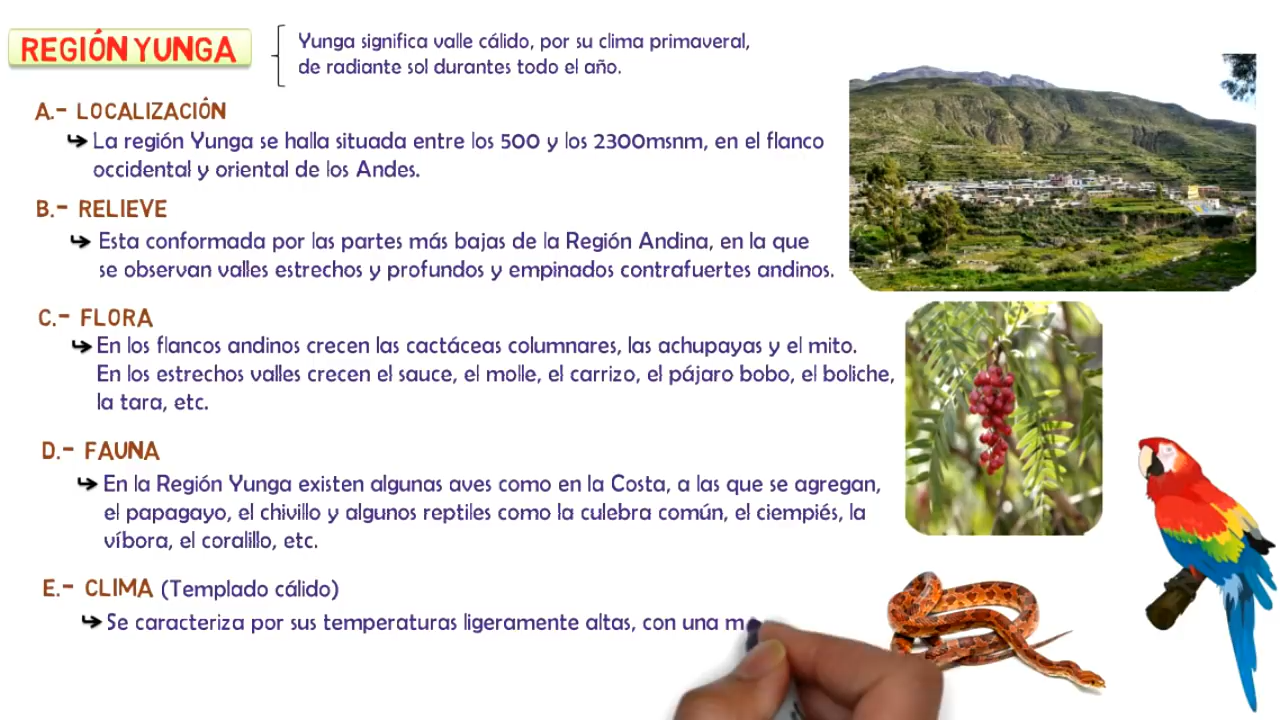 REGIÓN YUNGA
Yunga significa valle cálido, por su clima primaveral,
de radiante sol durantes todo el año.
A.- LOCALIZACIÓN
La región Yunga se halla situada entre los 500 y los 2300msnm, en el flanco
occidental y oriental de los Andes.
B.- RELIEVE
Esta conformada por las partes más bajas de la Región Andina, en la que
se observan valles estrechos y profundos y empinados contrafuertes andinos.
C.- FLORA
En los flancos andinos crecen las cactáceas columnares, las achupayas y el mito.
En los estrechos valles crecen el sauce, el molle, el carrizo, el pájaro bobo, el boliche,
la tara, etc.
D.- FAUNA
En la Región Yunga existen algunas aves como en la Costa, a las que se agregan,
el papagayo, el chivillo y algunos reptiles como la culebra común, el ciempiés, la
víbora, el coralillo, etc.
E.- CLIMA (Templado cálido)
Se caracteriza por sus temperaturas ligeramente altas, con una m